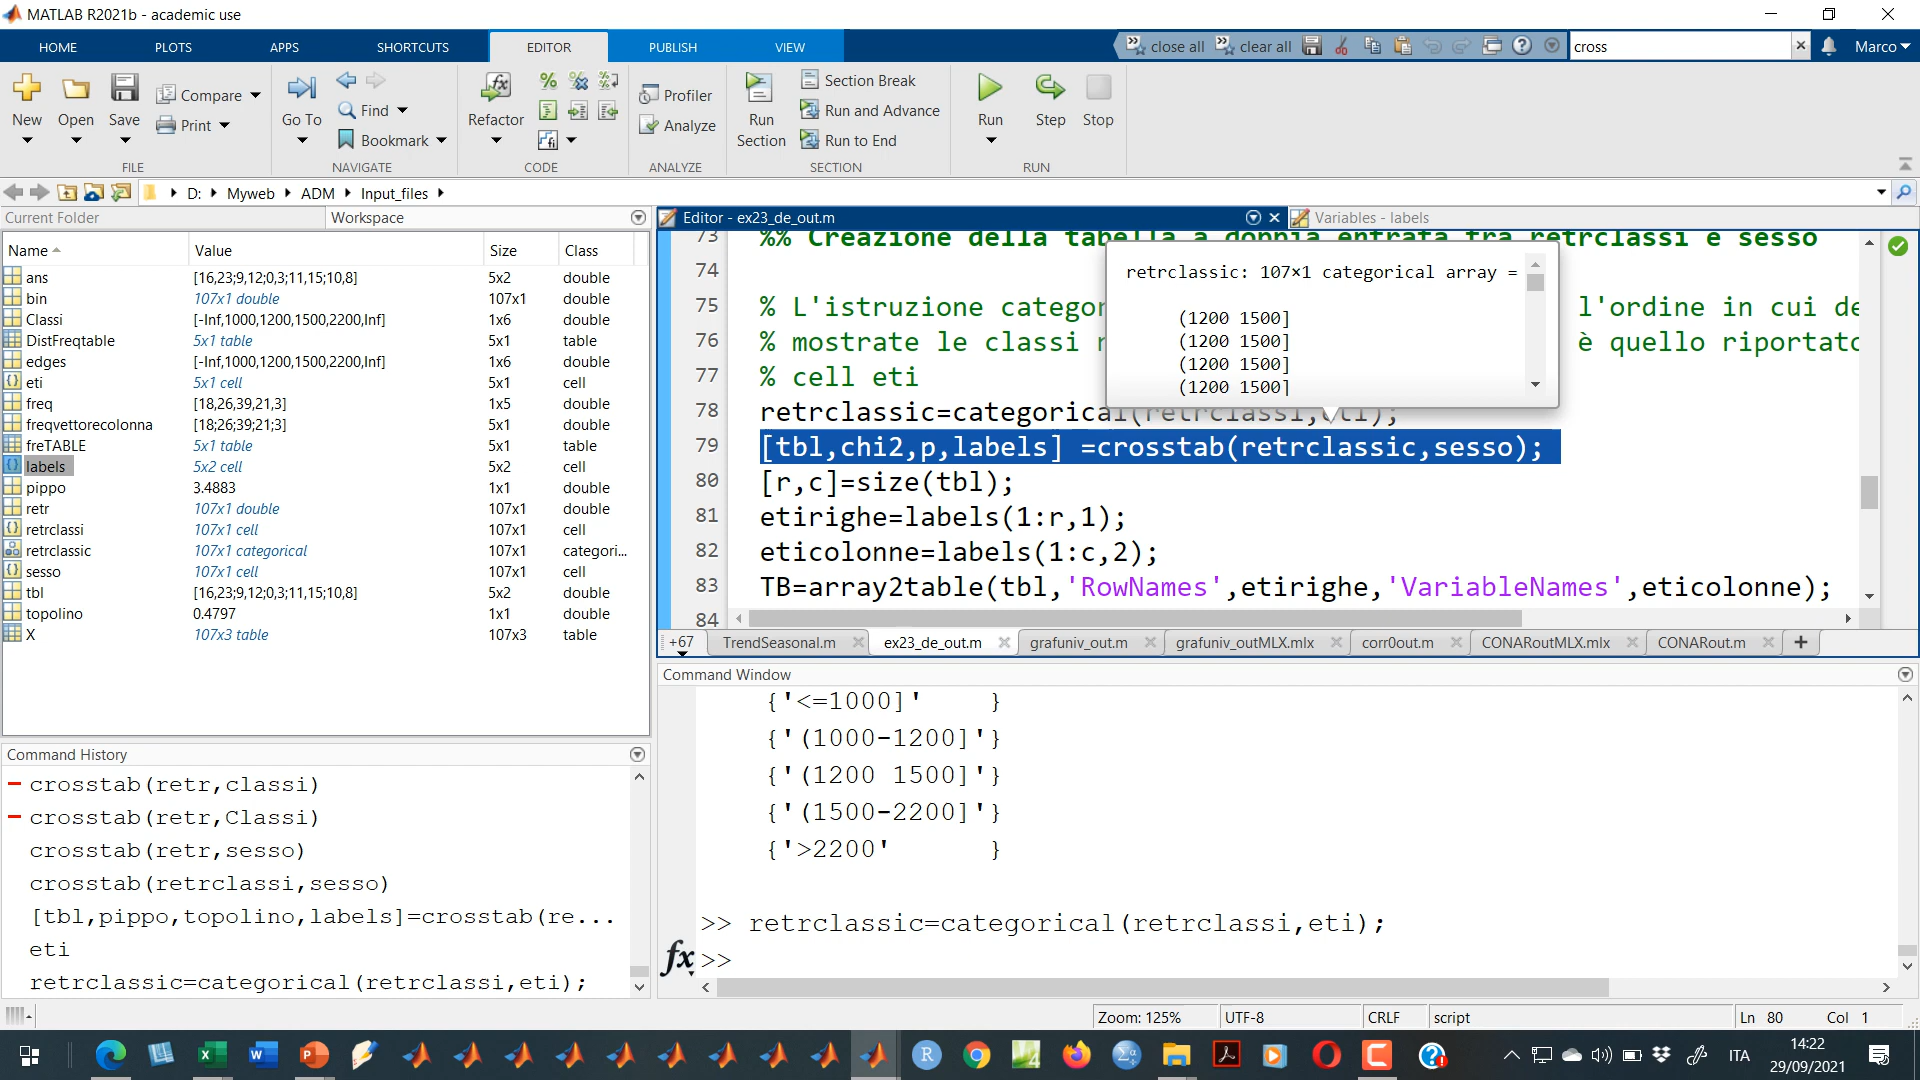 MATLAB R2021b - academic use
HOME PLOTS APPS SHORTCUTS EDITOR PUBLISH VIEW close all clear all cross Marco
New Open Save Compare Print Go To Find Bookmark Refactor Profiler Analyze Run Section Section Break Run and Advance Run to End Run Step Stop
FILE NAVIGATE CODE ANALYZE SECTION RUN
D: Myweb ADM Input_files
Current Folder Workspace
Name Value Size Class
ans [16,23;9,12;0,3;11,15;10,8] 5x2 double
bin 107x1 double 107x1 double
Classi [-Inf,1000,1200,1500,2200,Inf] 1x6 double
DistFreqtable 5x1 table 5x1 table
edges [-Inf,1000,1200,1500,2200,Inf] 1x6 double
eti 5x1 cell 5x1 cell
freq [18,26,39,21,3] 1x5 double
freqvettorecolonna [18;26;39;21;3] 5x1 double
freTABLE 5x1 table 5x1 table
labels 5x2 cell 5x2 cell
pippo 3.4883 1x1 double
retr 107x1 double 107x1 double
retrclassi 107x1 cell 107x1 cell
retrclassic 107x1 categorical 107x1 categori...
sesso 107x1 cell 107x1 cell
tbl [16,23;9,12;0,3;11,15;10,8] 5x2 double
topolino 0.4797 1x1 double
X 107x3 table 107x3 table
Command History
crosstab(retr,classi)
crosstab(retr,Classi)
crosstab(retr,sesso)
crosstab(retrclassi,sesso)
[tbl,pippo,topolino,labels]=crosstab(re...
eti
retrclassic=categorical(retrclassi,eti);
Editor - ex23_de_out.m Variables - labels
73 %% Creazione della tabella a doppia entrata tra retrclassi e sesso
74
75 % L'istruzione categor l'ordine in cui de
76 % mostrate le classi è quello riportato
77 % cell eti
78 retrclassic=categorical(retrclassi,eti);
79 [tbl,chi2,p,labels] =crosstab(retrclassic,sesso);
80 [r,c]=size(tbl);
81 etirighe=labels(1:r,1);
82 eticolonne=labels(1:c,2);
83 TB=array2table(tbl,'RowNames',etirighe,'VariableNames',eticolonne);
84
retrclassic: 107×1 categorical array =
(1200 1500]
(1200 1500]
(1200 1500]
(1200 1500]
+67 TrendSeasonal.m ex23_de_out.m grafuniv_out.m grafuniv_outMLX.mlx corr0out.m CONARoutMLX.mlx CONARout.m
Command Window
{'<=1000]' }
{'(1000-1200]'}
{'(1200 1500]'}
{'(1500-2200]'}
{'>2200' }
>> retrclassic=categorical(retrclassi,eti);
fx >>
Zoom: 125% UTF-8 CRLF script Ln 80 Col 1
ITA 14:22
29/09/2021